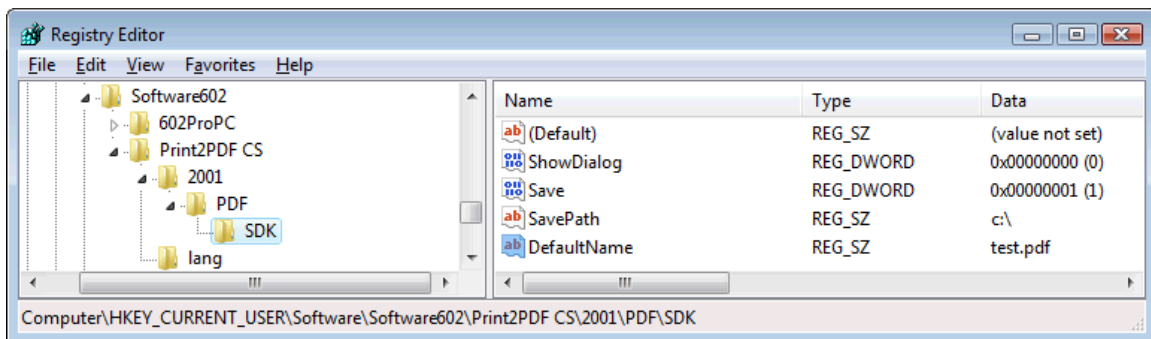 Registry Editor
File Edit View Favorites Help
Software602
602ProPC
Print2PDF CS
2001
PDF
SDK
lang
Name Type Data
(Default) REG_SZ (value not set)
ShowDialog REG_DWORD 0x00000000 (0)
Save REG_DWORD 0x00000001 (1)
SavePath REG_SZ c:\
DefaultName REG_SZ test.pdf
Computer\HKEY_CURRENT_USER\Software\Software602\Print2PDF CS\2001\PDF\SDK